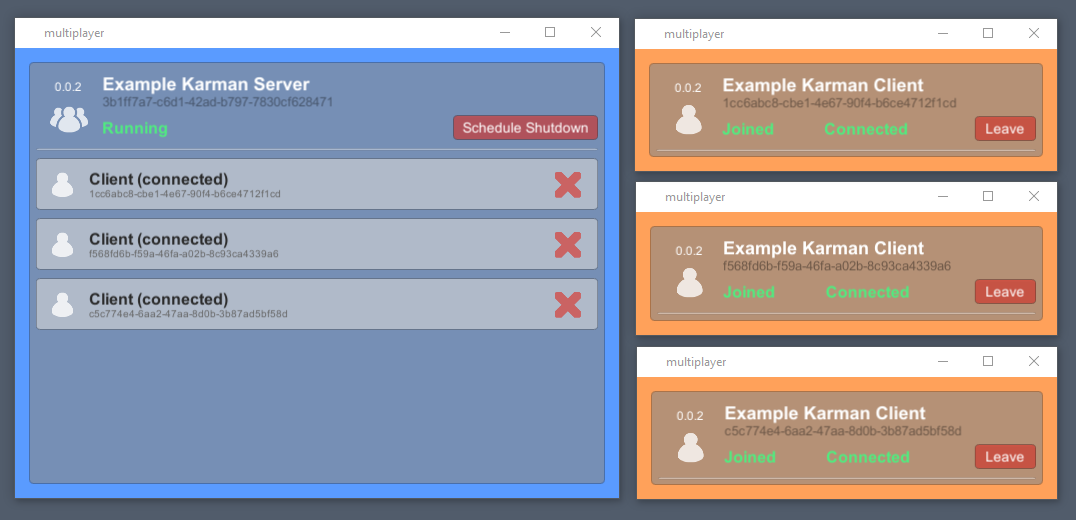 multiplayer
0.0.2
Example Karman Server
3b1ff7a7-c6d1-42ad-b797-7830cf628471
Running
Schedule Shutdown
Client (connected)
1cc6abc8-cbe1-4e67-90f4-b6ce4712f1cd
Client (connected)
f568fd6b-f59a-46fa-a02b-8c93ca4339a6
Client (connected)
c5c774e4-6aa2-47aa-8d0b-3b87ad5bf58d
multiplayer
0.0.2
Example Karman Client
1cc6abc8-cbe1-4e67-90f4-b6ce4712f1cd
Joined Connected Leave
multiplayer
0.0.2
Example Karman Client
f568fd6b-f59a-46fa-a02b-8c93ca4339a6
Joined Connected Leave
multiplayer
0.0.2
Example Karman Client
c5c774e4-6aa2-47aa-8d0b-3b87ad5bf58d
Joined Connected Leave